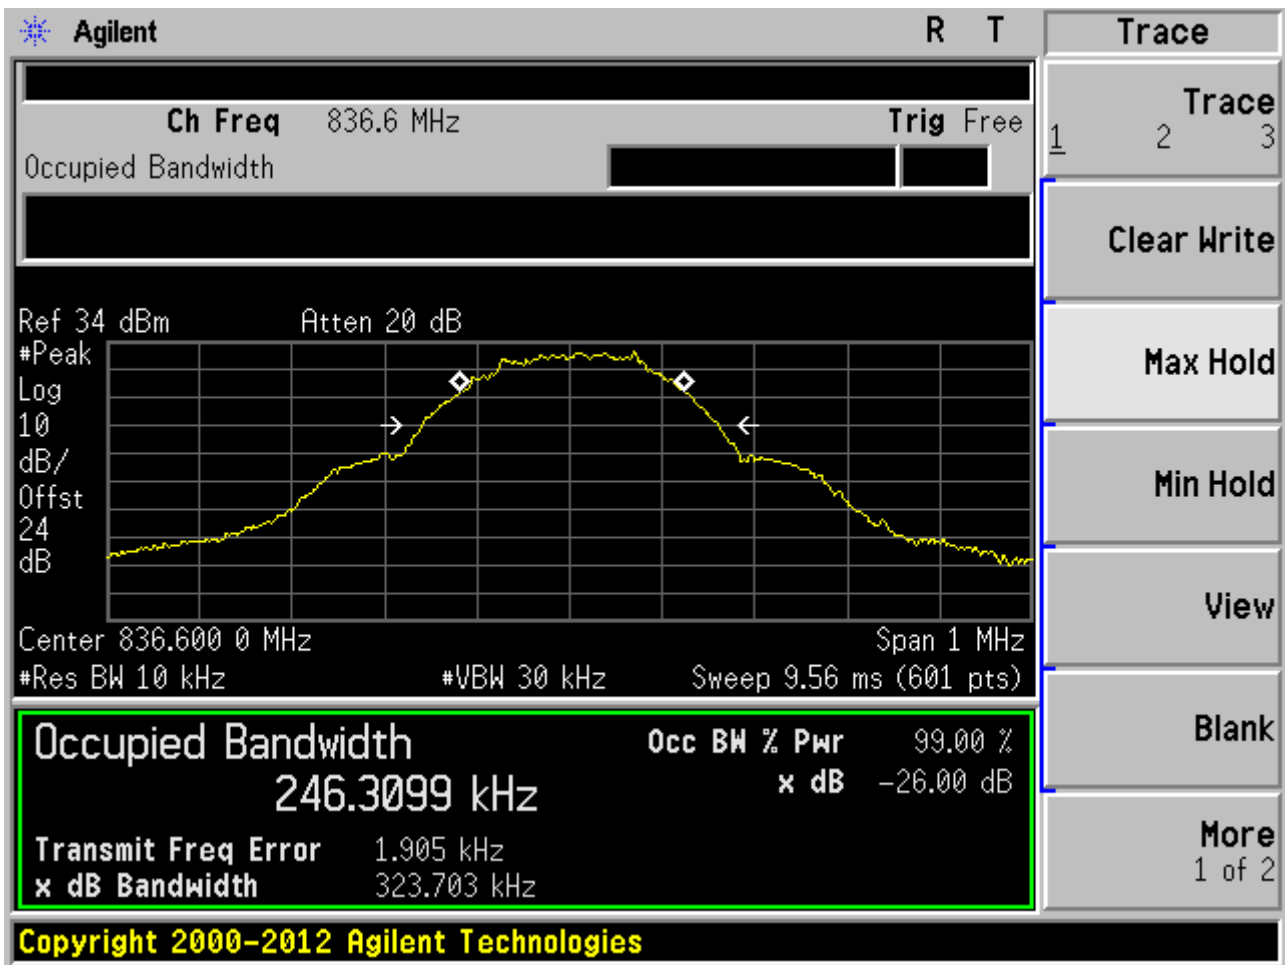 Agilent R T
Trace
Ch Freq 836.6 MHz Trig Free
Occupied Bandwidth
Trace
1 2 3
Clear Write
Max Hold
Min Hold
View
Blank
More
1 of 2
Ref 34 dBm Atten 20 dB
#Peak
Log
10
dB/
Offst
24
dB
Center 836.600 0 MHz Span 1 MHz
#Res BW 10 kHz #VBW 30 kHz Sweep 9.56 ms (601 pts)
Occupied Bandwidth
246.3099 kHz
Occ BW % Pwr 99.00 %
x dB -26.00 dB
Transmit Freq Error 1.905 kHz
x dB Bandwidth 323.703 kHz
Copyright 2000-2012 Agilent Technologies